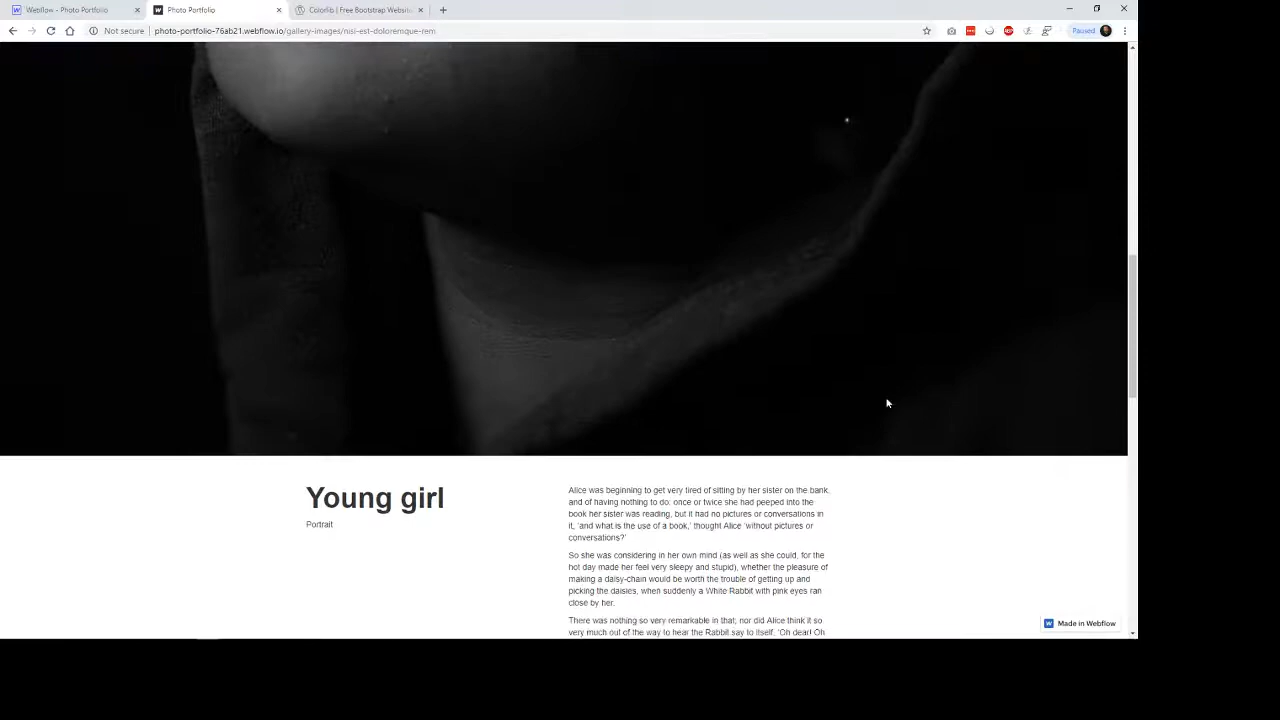 Webflow - Photo Portfolio
Photo Portfolio
Colorlib | Free Bootstrap Website
Not secure
photo-portfolio-76ab21.webflow.io/gallery-images/nisi-est-doloremque-rem
Paused
Young girl
Portrait
Alice was beginning to get very tired of sitting by her sister on the bank,
and of having nothing to do: once or twice she had peeped into the
book her sister was reading, but it had no pictures or conversations in
it, 'and what is the use of a book,' thought Alice 'without pictures or
conversations?'
So she was considering in her own mind (as well as she could, for the
hot day made her feel very sleepy and stupid), whether the pleasure of
making a daisy-chain would be worth the trouble of getting up and
picking the daisies, when suddenly a White Rabbit with pink eyes ran
close by her.
There was nothing so very remarkable in that; nor did Alice think it so
very much out of the way to hear the Rabbit say to itself, 'Oh dear! Oh
Made in Webflow